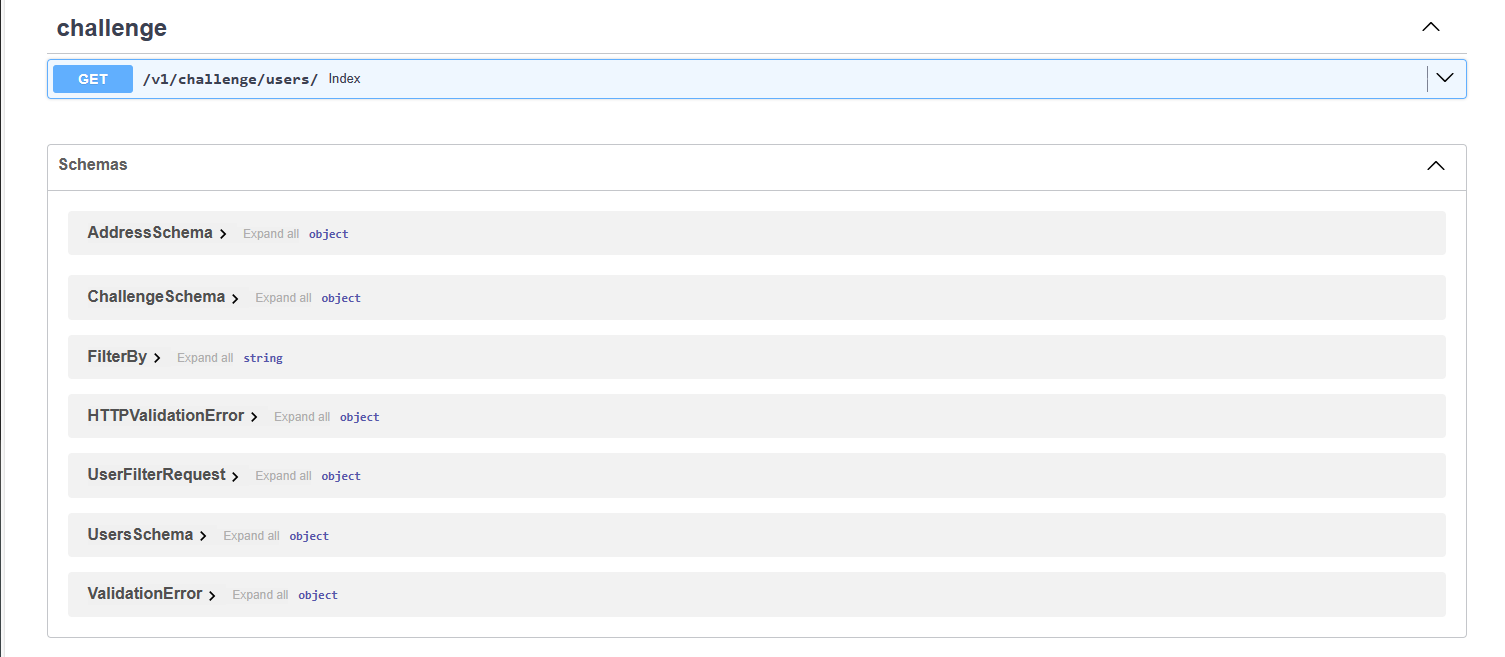 challenge
GET /v1/challenge/users/ Index
Schemas
AddressSchema Expand all object
ChallengeSchema Expand all object
FilterBy Expand all string
HTTPValidationError Expand all object
UserFilterRequest Expand all object
UsersSchema Expand all object
ValidationError Expand all object